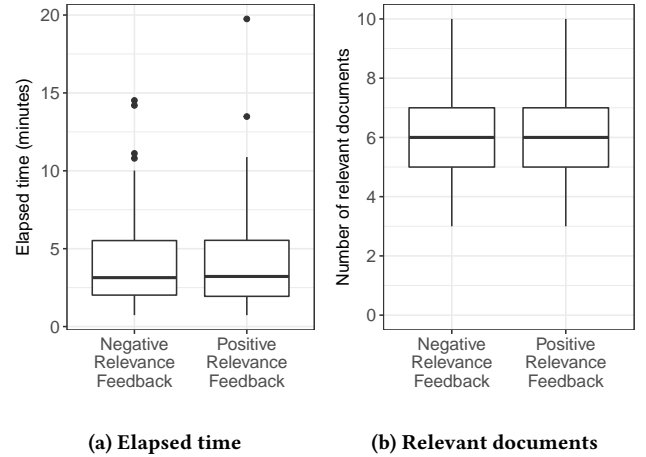 Elapsed time (minutes)
20
15
10
5
0
Negative
Relevance
Feedback
Positive
Relevance
Feedback
(a) Elapsed time
Number of relevant documents
10
8
6
4
2
0
Negative
Relevance
Feedback
Positive
Relevance
Feedback
(b) Relevant documents